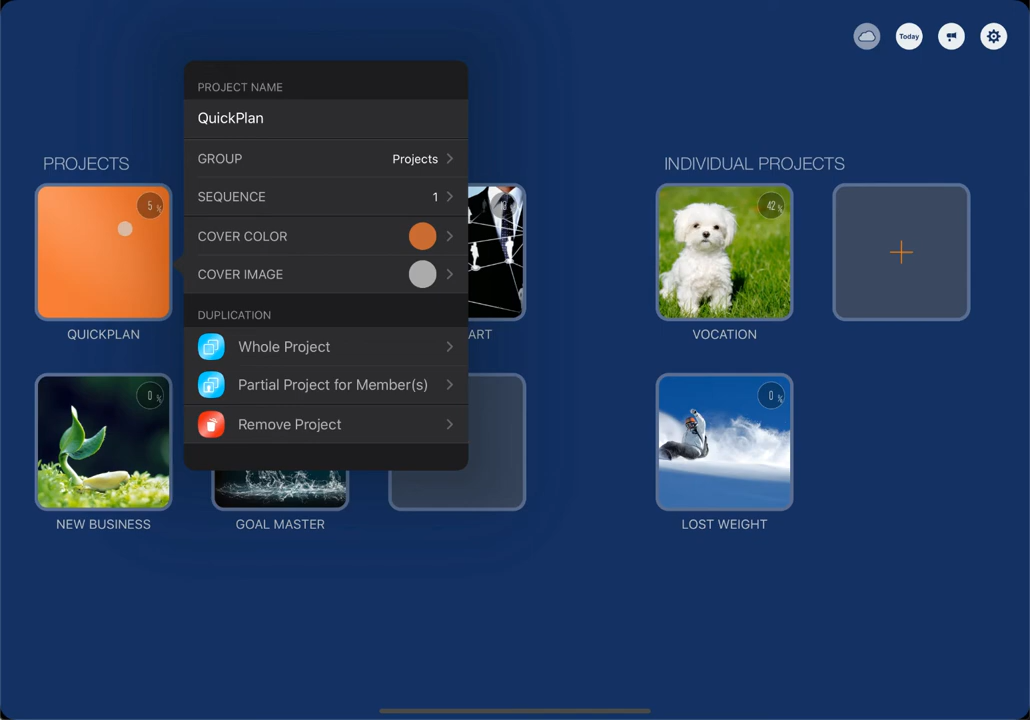 Today
PROJECT NAME
QuickPlan
GROUP
Projects
SEQUENCE
1
COVER COLOR
COVER IMAGE
DUPLICATION
Whole Project
Partial Project for Member(s)
Remove Project
PROJECTS
5 %
QUICKPLAN
ART
0 %
NEW BUSINESS
GOAL MASTER
INDIVIDUAL PROJECTS
42 %
VOCATION
0 %
LOST WEIGHT